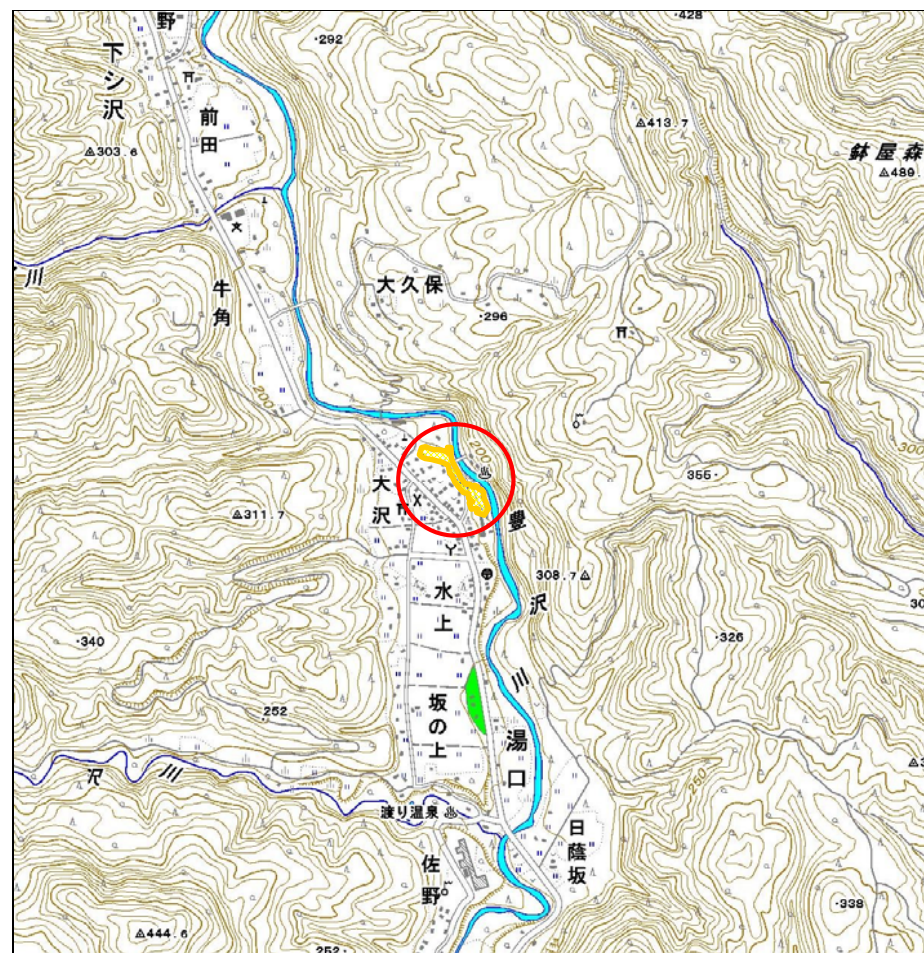 野
下シ沢
前田
・292
・428
△413.7
鉢屋森
△489.
△303.6
川
牛角
大久保
・296
200
200
300
355・
大沢
△311.7
豊沢川
308.7△
水上
・340
・326
30
坂の上
・252
湯口
沢川
250
渡り温泉
日蔭坂
佐野
・338
△444.6
252・